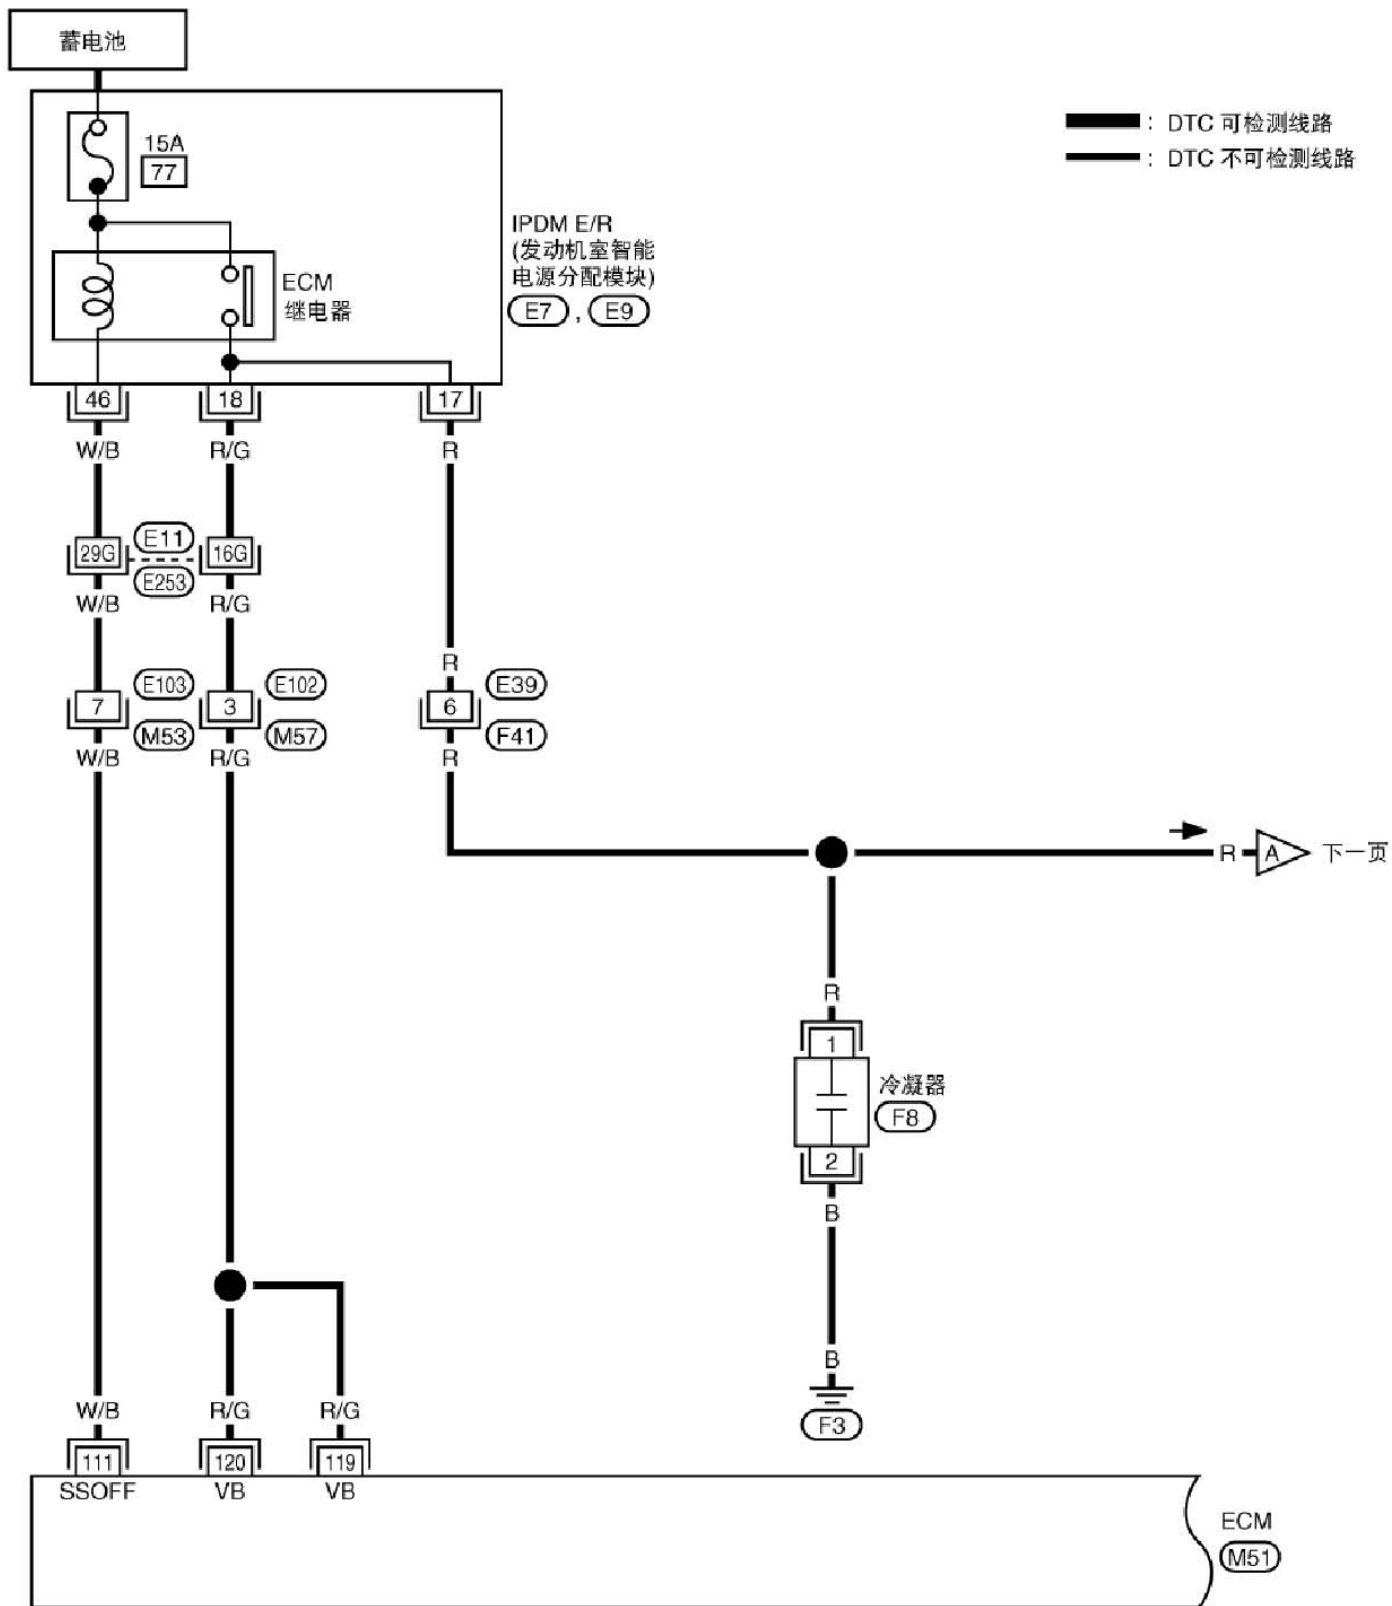 蓄电池
: DTC 可检测线路
: DTC 不可检测线路
15A
77
IPDM E/R
(发动机室智能
电源分配模块)
E7 , E9
ECM
继电器
46 18 17
W/B R/G R
E11
29G 16G
E253
W/B R/G
R
E103 E102 E39
7 3 6
M53 M57 F41
W/B R/G R
R A 下一页
R
1
冷凝器
F8
2
B
B
F3
W/B R/G R/G
111 120 119
SSOFF VB VB
ECM
M51